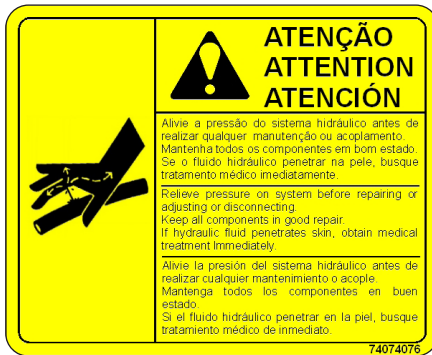 ATENÇÃO
ATTENTION
ATENCIÓN
Alivie a pressão do sistema hidráulico antes de
realizar qualquer manutenção ou acoplamento.
Mantenha todos os componentes em bom estado.
Se o fluido hidráulico penetrar na pele, busque
tratamento médico imediatamente.
Relieve pressure on system before repairing or
adjusting or disconnecting.
Keep all components in good repair.
If hydraulic fluid penetrates skin, obtain medical
treatment Immediately.
Alivie la presión del sistema hidráulico antes de
realizar cualquier mantenimiento o acople.
Mantenga todos los componentes en buen
estado.
Si el fluido hidráulico penetrar en la piel, busque
tratamiento médico de inmediato.
74074076